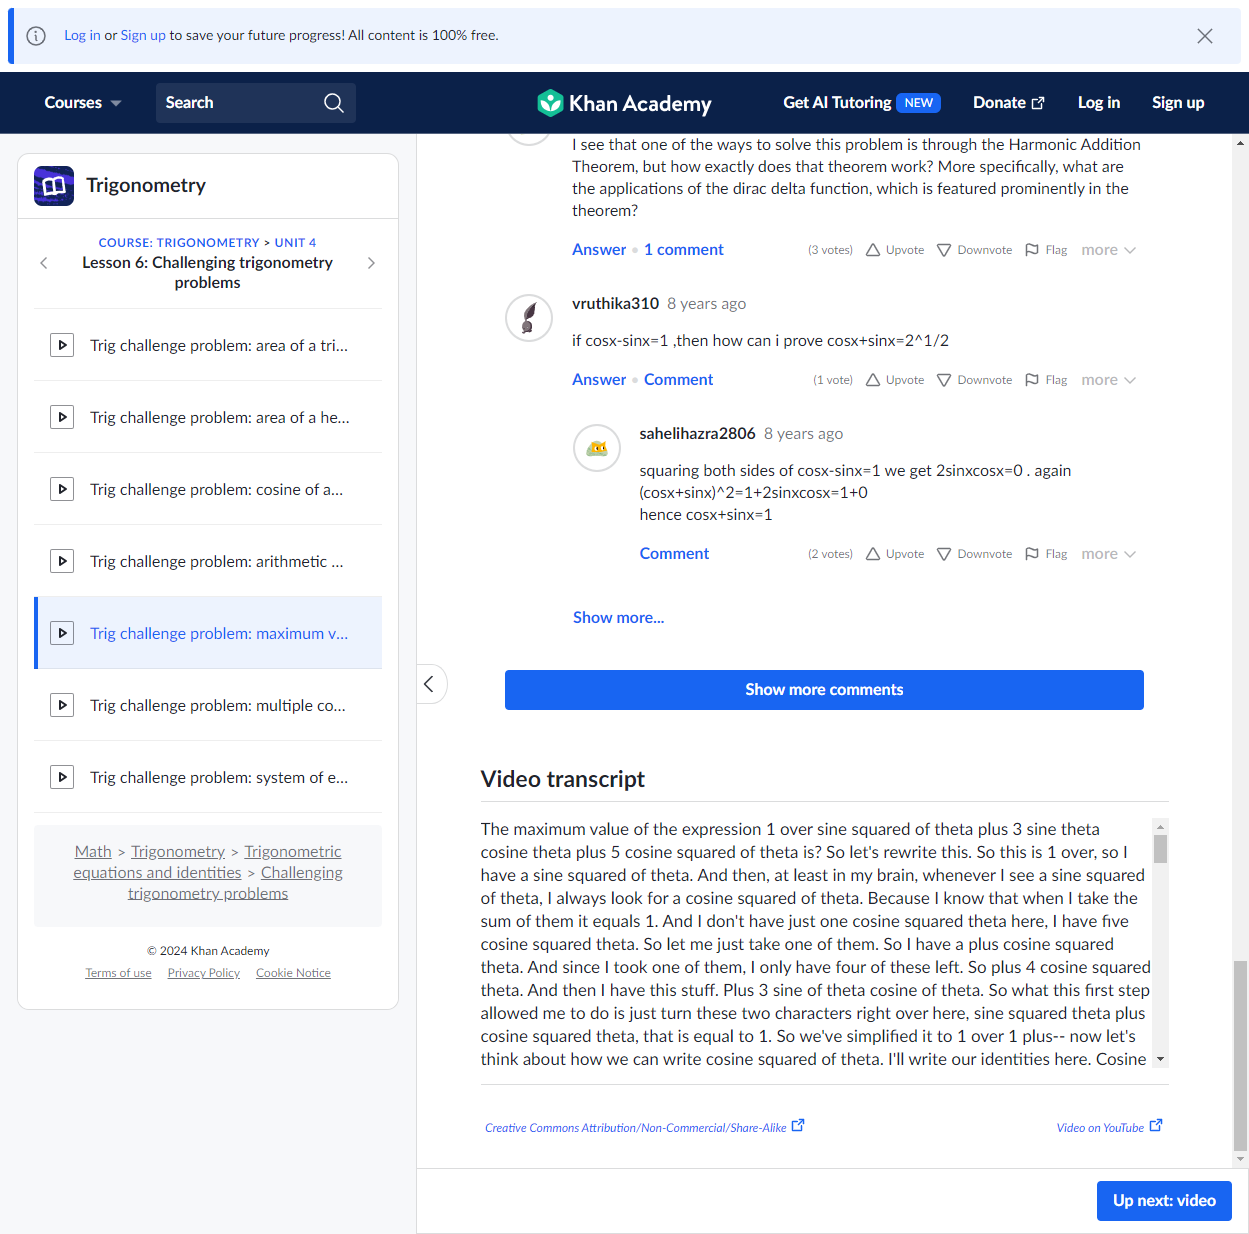 Log in or Sign up to save your future progress! All content is 100% free.
Courses
Search
Khan Academy
Get AI Tutoring NEW
Donate
Log in
Sign up
Trigonometry
COURSE: TRIGONOMETRY > UNIT 4
Lesson 6: Challenging trigonometry
problems
Trig challenge problem: area of a tri...
Trig challenge problem: area of a he...
Trig challenge problem: cosine of a...
Trig challenge problem: arithmetic ...
Trig challenge problem: maximum v...
Trig challenge problem: multiple co...
Trig challenge problem: system of e...
Math > Trigonometry > Trigonometric
equations and identities > Challenging
trigonometry problems
© 2024 Khan Academy
Terms of use Privacy Policy Cookie Notice
I see that one of the ways to solve this problem is through the Harmonic Addition
Theorem, but how exactly does that theorem work? More specifically, what are
the applications of the dirac delta function, which is featured prominently in the
theorem?
Answer • 1 comment (3 votes) Upvote Downvote Flag more
vruthika310 8 years ago
if cosx-sinx=1 ,then how can i prove cosx+sinx=2^1/2
Answer • Comment (1 vote) Upvote Downvote Flag more
sahelihazra2806 8 years ago
squaring both sides of cosx-sinx=1 we get 2sinxcosx=0 . again
(cosx+sinx)^2=1+2sinxcosx=1+0
hence cosx+sinx=1
Comment (2 votes) Upvote Downvote Flag more
Show more...
Show more comments
Video transcript
The maximum value of the expression 1 over sine squared of theta plus 3 sine theta
cosine theta plus 5 cosine squared of theta is? So let's rewrite this. So this is 1 over, so I
have a sine squared of theta. And then, at least in my brain, whenever I see a sine squared
of theta, I always look for a cosine squared of theta. Because I know that when I take the
sum of them it equals 1. And I don't have just one cosine squared theta here, I have five
cosine squared theta. So let me just take one of them. So I have a plus cosine squared
theta. And since I took one of them, I only have four of these left. So plus 4 cosine squared
theta. And then I have this stuff. Plus 3 sine of theta cosine of theta. So what this first step
allowed me to do is just turn these two characters right over here, sine squared theta plus
cosine squared theta, that is equal to 1. So we've simplified it to 1 over 1 plus-- now let's
think about how we can write cosine squared of theta. I'll write our identities here. Cosine
Creative Commons Attribution/Non-Commercial/Share-Alike
Video on YouTube
Up next: video